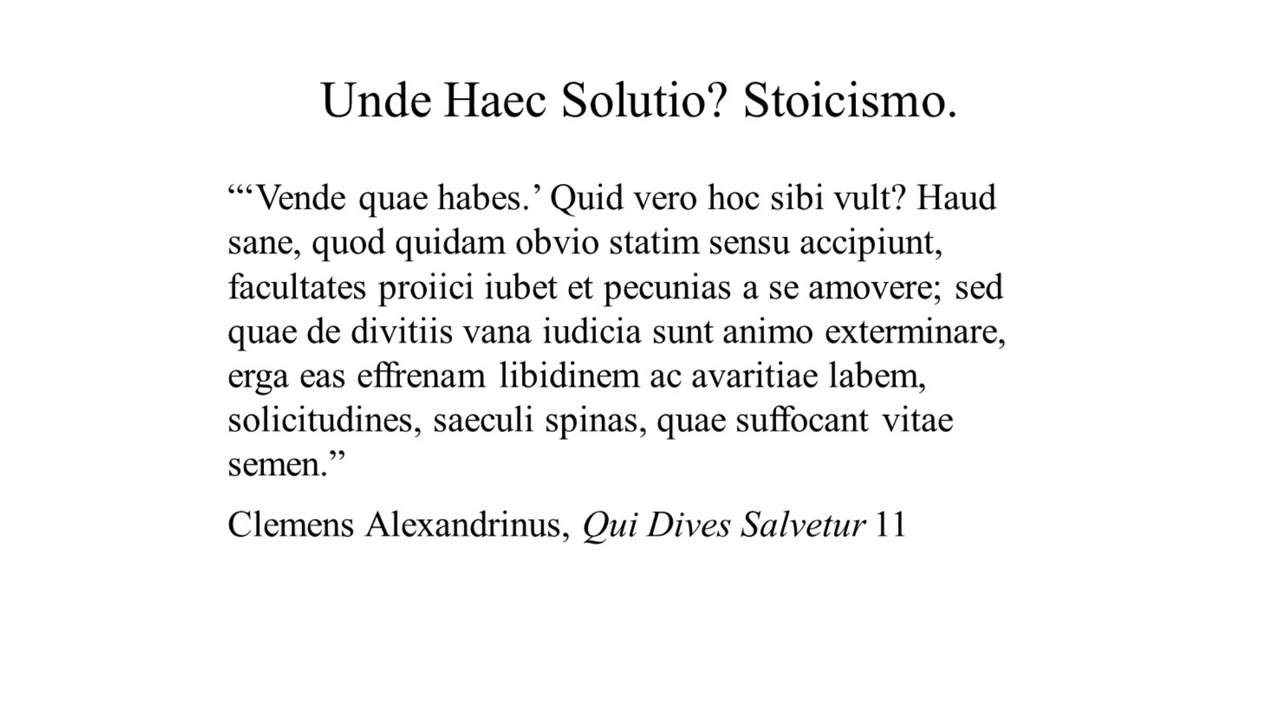 Unde Haec Solutio? Stoicismo.
“‘Vende quae habes.’ Quid vero hoc sibi vult? Haud
sane, quod quidam obvio statim sensu accipiunt,
facultates proiici iubet et pecunias a se amovere; sed
quae de divitiis vana iudicia sunt animo exterminare,
erga eas effrenam libidinem ac avaritiae labem,
solicitudines, saeculi spinas, quae suffocant vitae
semen.”
Clemens Alexandrinus, Qui Dives Salvetur 11